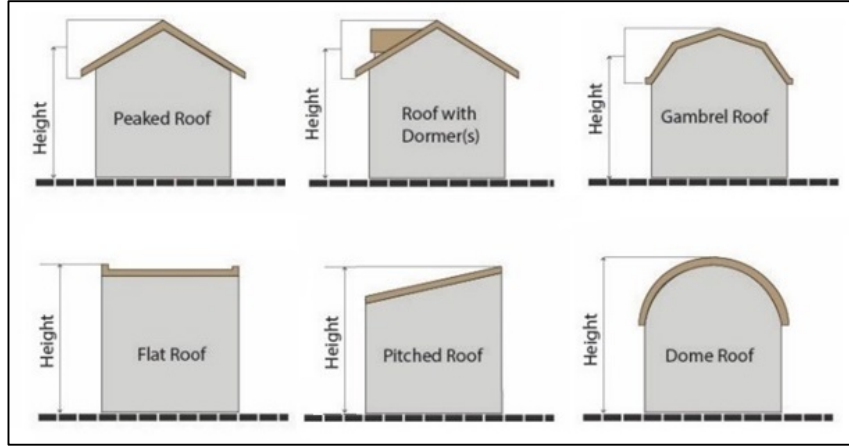 Height
Peaked Roof
Height
Roof with
Dormer(s)
Height
Gambrel Roof
Height
Flat Roof
Height
Pitched Roof
Height
Dome Roof